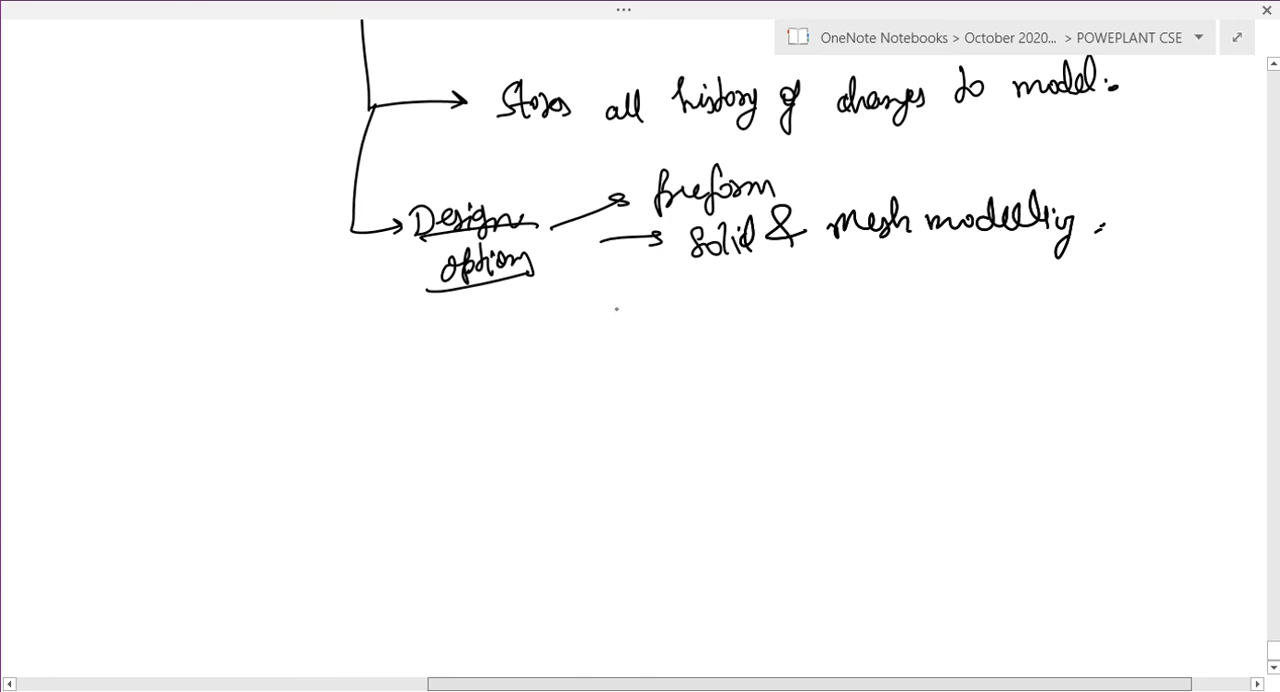 OneNote Notebooks > October 2020... > POWEPLANT CSE
Stores all history of changes to model.
Design → freeform
options → Solid & mesh modelling.